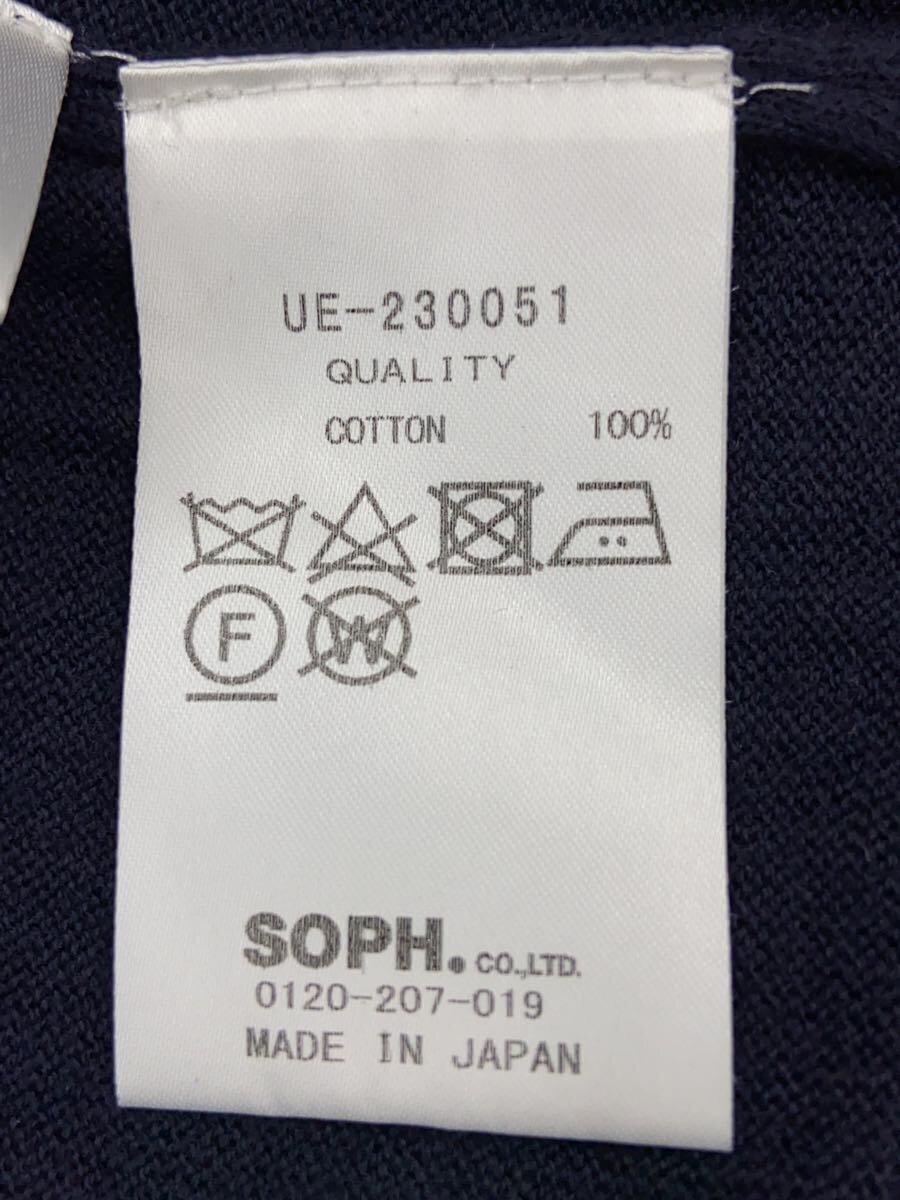 UE-230051
QUALITY
COTTON 100%
F W
SOPH. CO.,LTD.
0120-207-019
MADE IN JAPAN